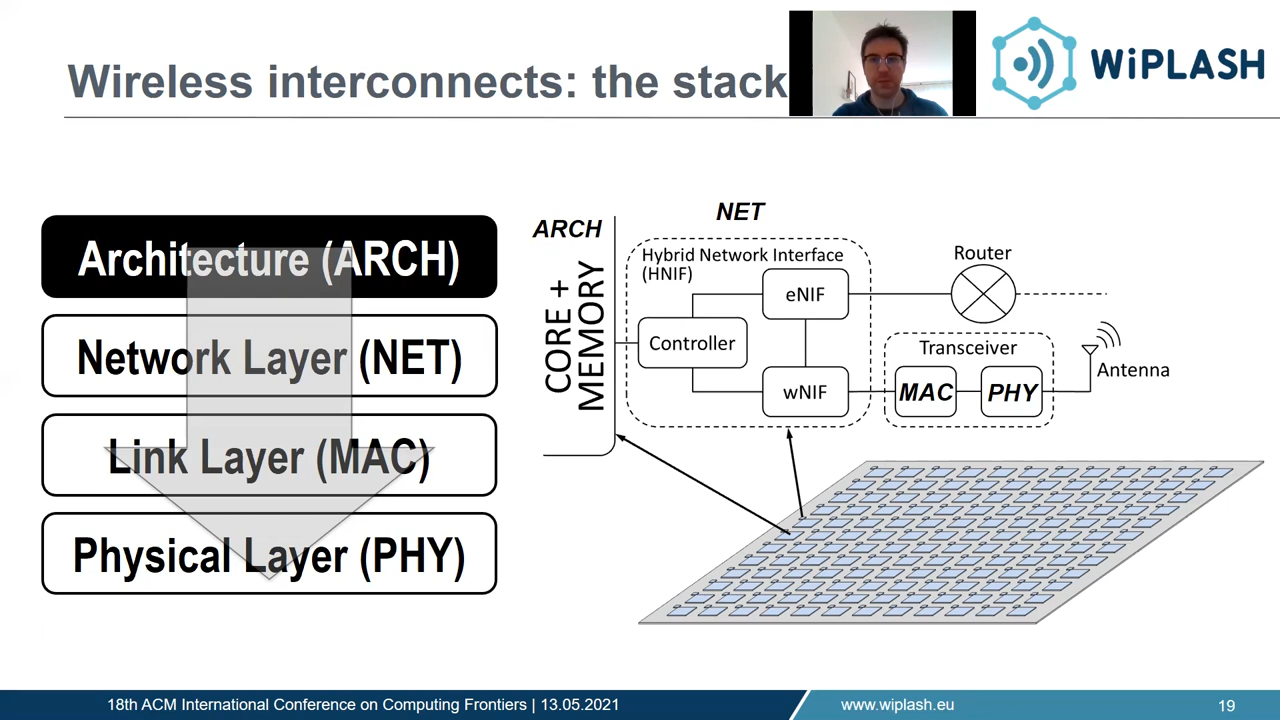 Wireless interconnects: the stack
WiPLASH
Architecture (ARCH)
Network Layer (NET)
Link Layer (MAC)
Physical Layer (PHY)
ARCH
NET
CORE +
MEMORY
Hybrid Network Interface
(HNIF)
Controller
eNIF
wNIF
Router
Transceiver
MAC
PHY
Antenna
18th ACM International Conference on Computing Frontiers | 13.05.2021
www.wiplash.eu
19